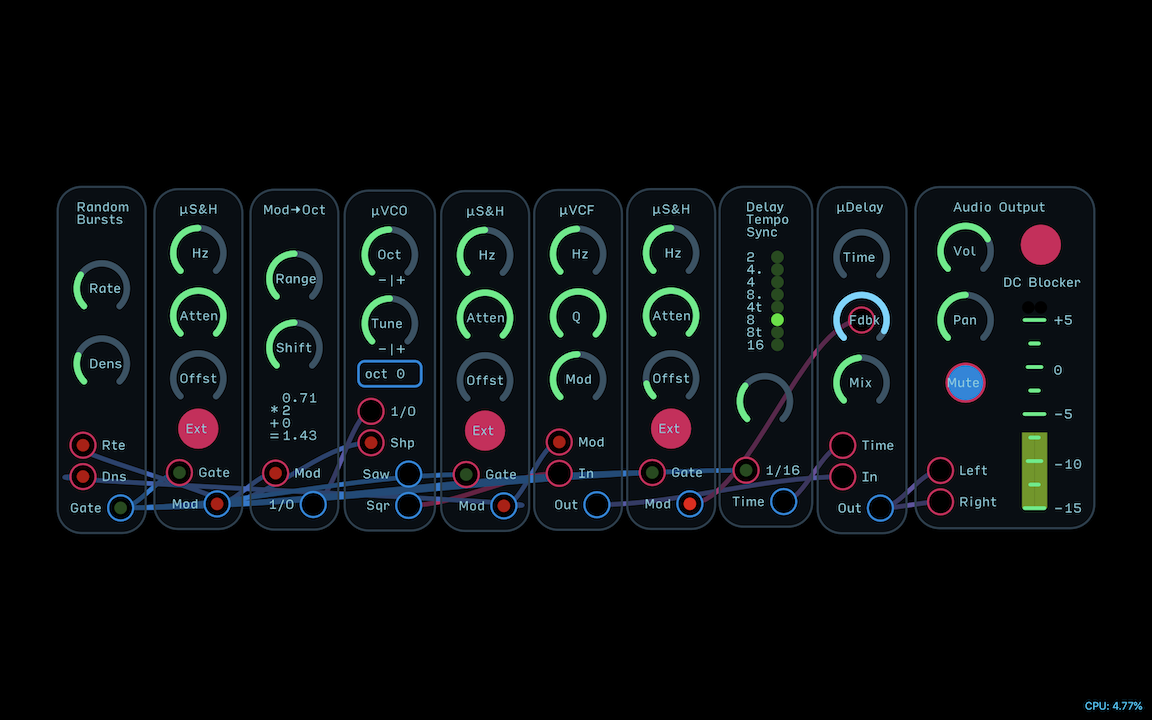 Random
Bursts
Rate
Dens
Rte
Dns
Gate
µS&H
Hz
Atten
Offst
Ext
Gate
Mod
Mod→Oct
Range
Shift
0.71
*2
+0
=1.43
Mod
1/O
µVCO
Oct
-|+
Tune
-|+
oct 0
1/O
Shp
Saw
Sqr
µS&H
Hz
Atten
Offst
Ext
Gate
Mod
µVCF
Hz
Q
Mod
Mod
In
Out
µS&H
Hz
Atten
Offst
Ext
Gate
Mod
Delay
Tempo
Sync
2
4.
4
8.
4t
8
8t
16
1/16
Time
µDelay
Time
Fdbk
Mix
Time
In
Out
Audio Output
Vol
DC Blocker
Pan
Mute
+5
0
-5
-10
-15
Left
Right
CPU: 4.77%